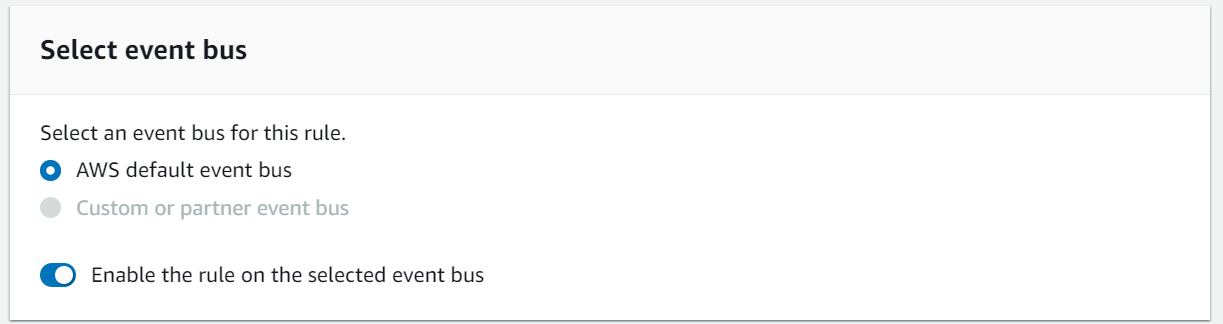 Select event bus
Select an event bus for this rule.
AWS default event bus
Custom or partner event bus
Enable the rule on the selected event bus